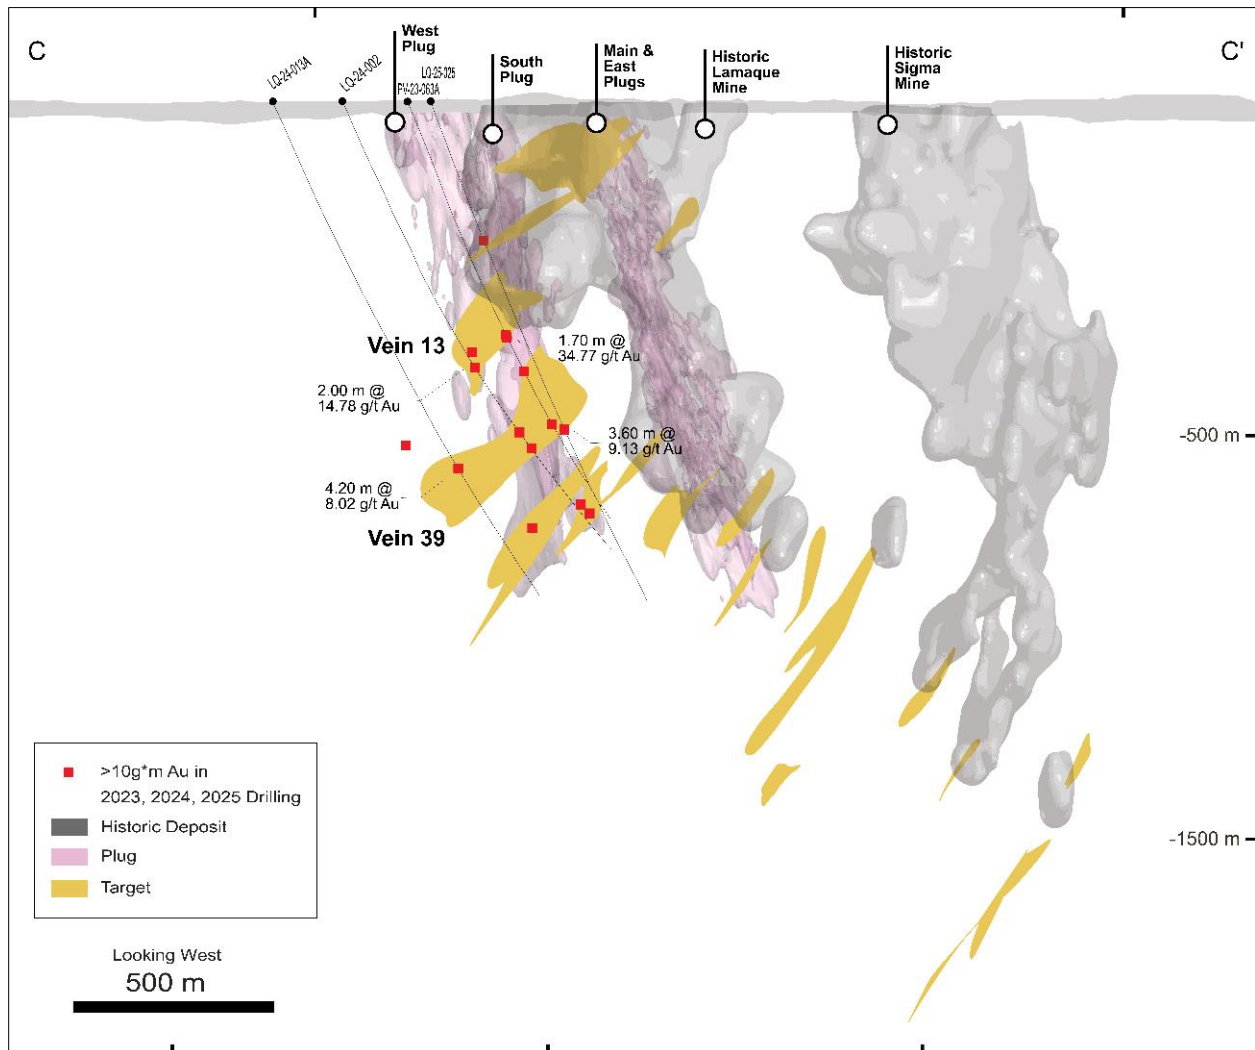 C
C'
LQ-24-013A
LQ-24-002
West
Plug
PV-23-063A
LQ-25-025
South
Plug
Main &
East
Plugs
Historic
Lamaque
Mine
Historic
Sigma
Mine
Vein 13
1.70 m @
34.77 g/t Au
2.00 m @
14.78 g/t Au
3.60 m @
9.13 g/t Au
-500 m
4.20 m @
8.02 g/t Au
Vein 39
>10g*m Au in
2023, 2024, 2025 Drilling
Historic Deposit
Plug
Target
-1500 m
Looking West
500 m